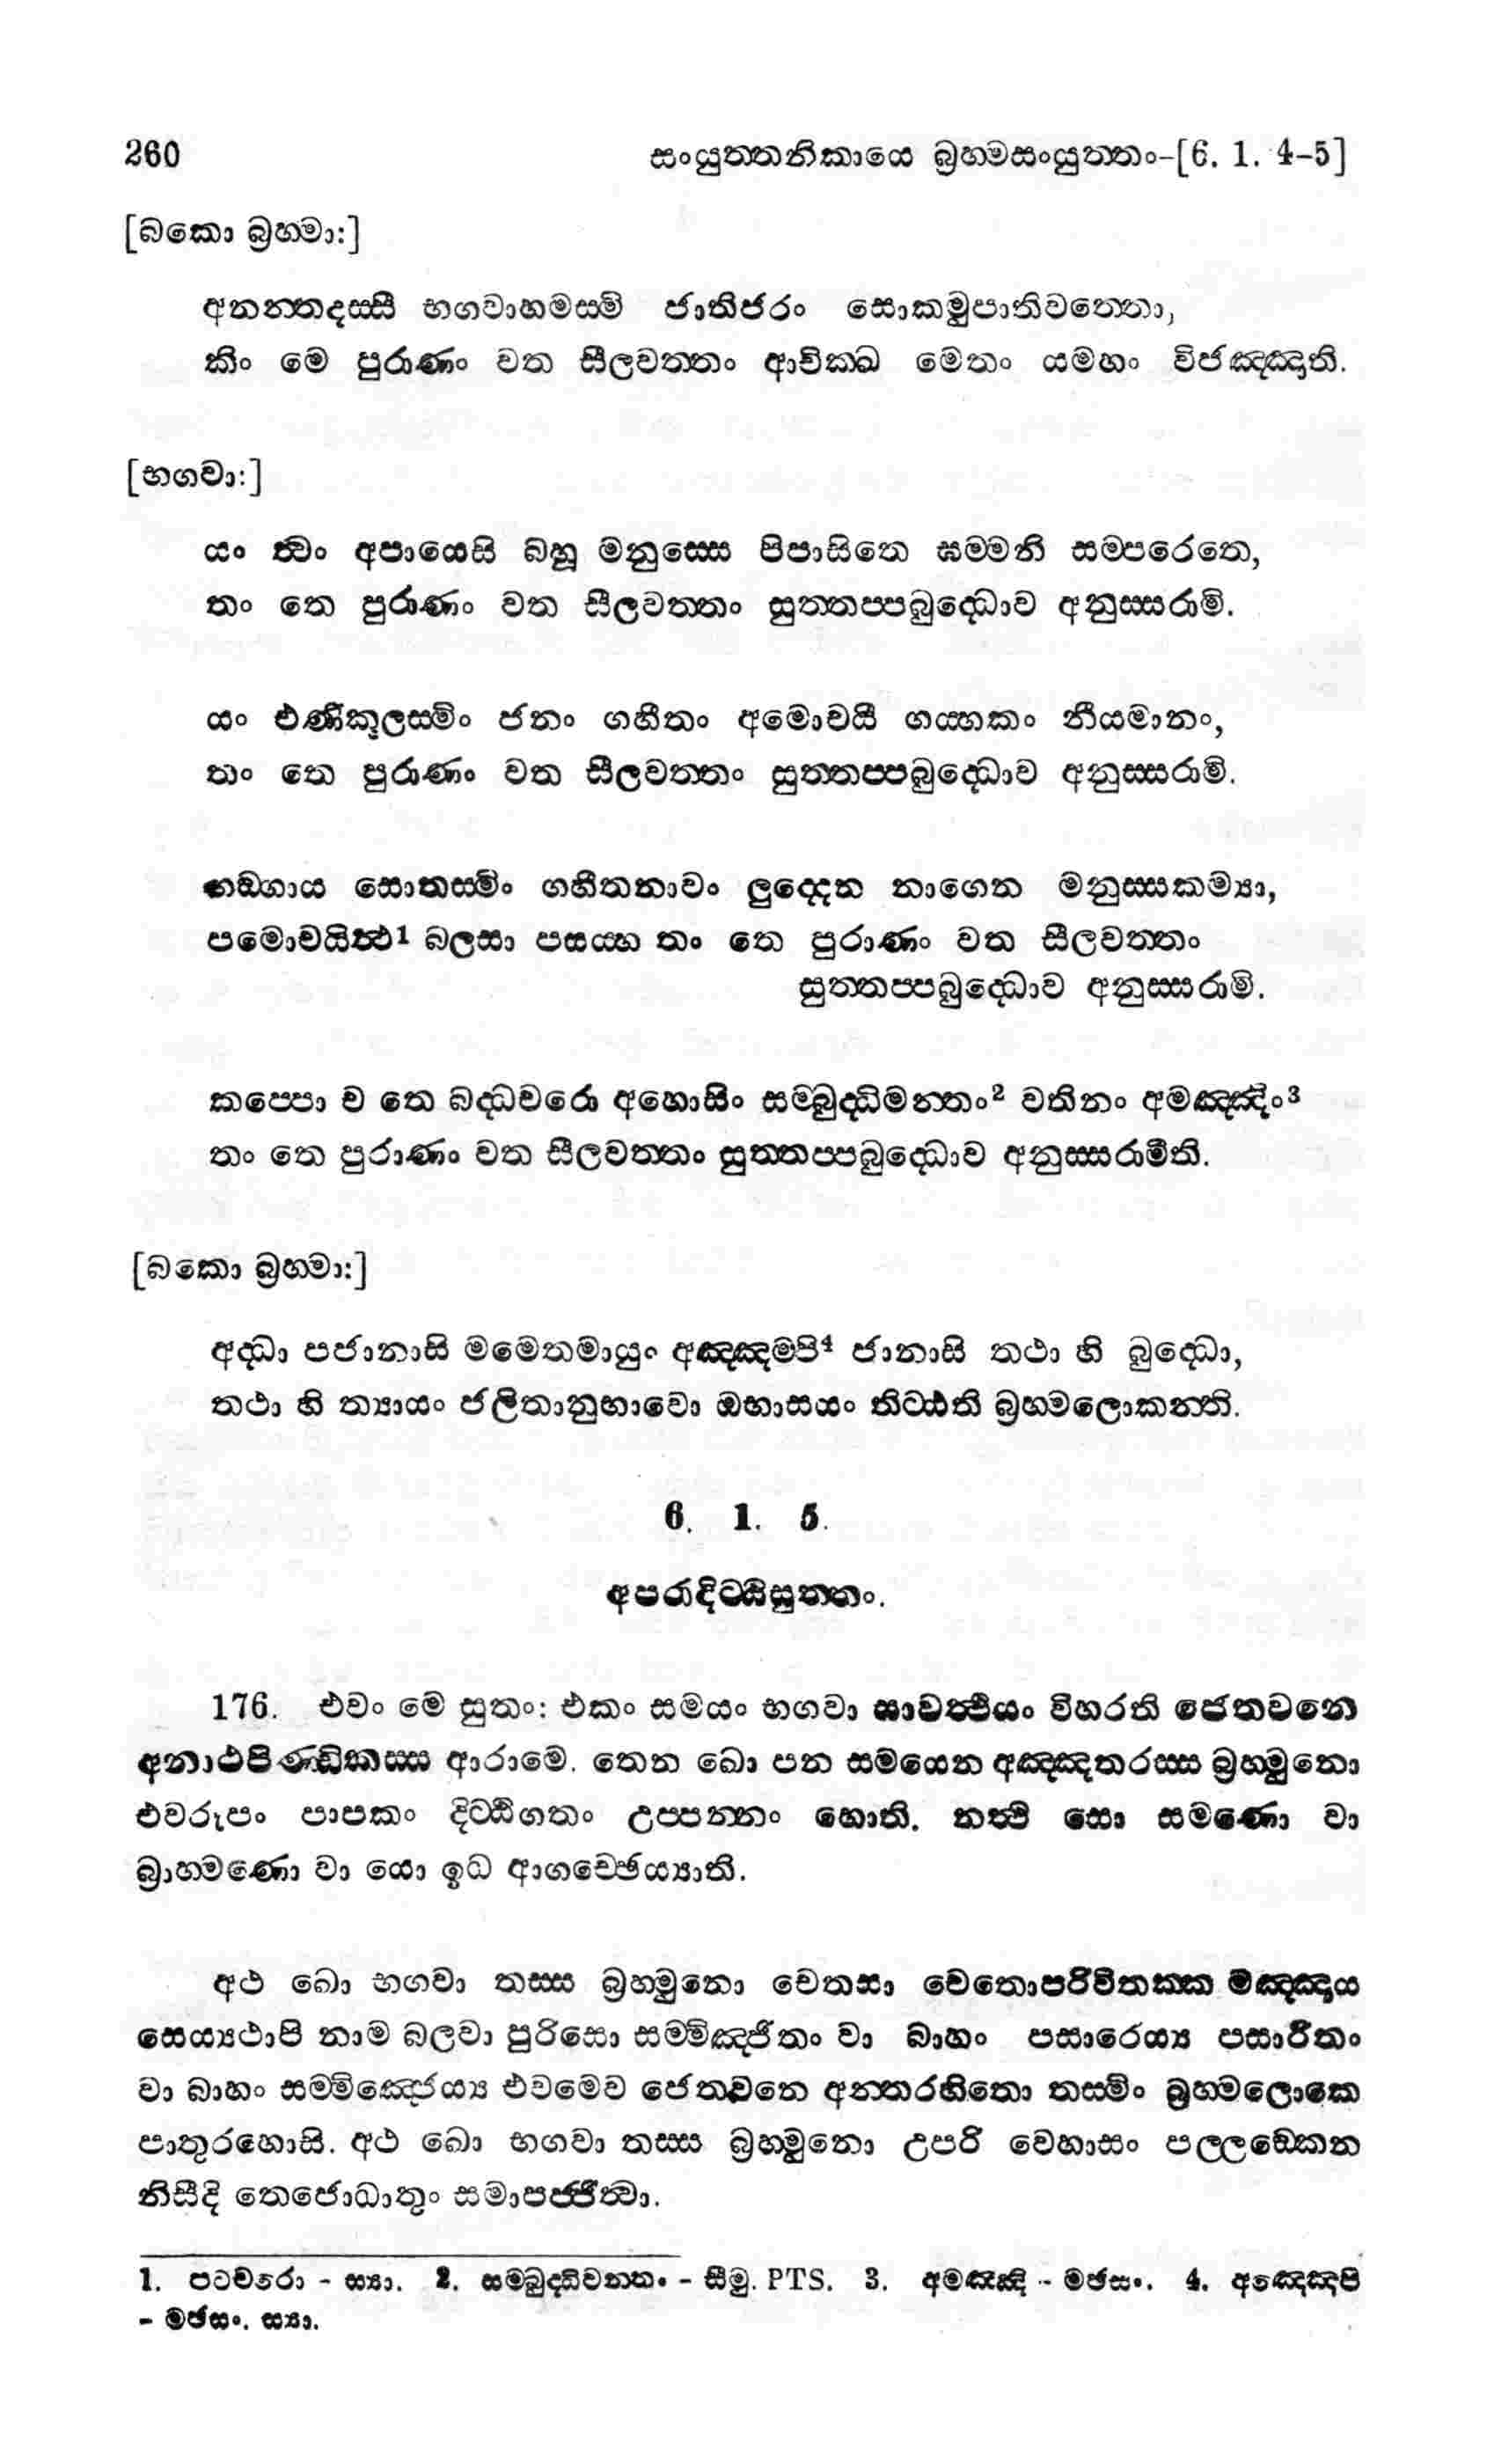 260 සංයුත්තනිකායෙ බ්‍රහ්මසංයුත්තං-[6. 1. 4-5]
[බකො බ්‍රහ්මා:]
අනන්තදස්සී භගවාහමස්මි ජාතිජරං සොකමුපාතිවත්තො,
කිං මෙ පුරාණං වත සීලවත්තං ආචික්ඛ මෙතං යමහං විජඤ්ඤති.
[භගවා:]
යං ත්වං අපායෙසි බහූ මනුස්සෙ පිපාසිතෙ ඝම්මනි සම්පරෙතෙ,
තං තෙ පුරාණං වත සීලවත්තං සුත්තප්පබුද්ධොව අනුස්සරාමි.
යං එණිකූලස්මිං ජනං ගහීතං අමොචයී ගය්හකං නීයමානං,
තං තෙ පුරාණං වත සීලවත්තං සුත්තප්පබුද්ධොව අනුස්සරාමි.
ගඞ්ගාය සොතස්මිං ගහීතනාවං ලුද්දෙන නාගෙන මනුස්සකම්‍යා,
පමොචයිත්ථ1 බලසා පසය්හ තං තෙ පුරාණං වත සීලවත්තං
සුත්තප්පබුද්ධොව අනුස්සරාමි.
කප්පො ච තෙ බද්ධචරො අහොසිං සම්බුද්ධිමන්තං2 වතිනං අමඤ්ඤිං3
තං තෙ පුරාණං වත සීලවත්තං සුත්තප්පබුද්ධොව අනුස්සරාමීති.
[බකො බ්‍රහ්මා:]
අද්ධා පජානාසි මමෙතමායුං අඤ්ඤම්පි4 ජානාසි තථා හි බුද්ධො,
තථා හි ත්‍යායං ජලිතානුභාවො ඔභාසයං තිට්ඨති බ්‍රහ්මලොකන්ති.
6. 1. 5.
අපරාදිට්ඨිසුත්තං.
176. එවං මෙ සුතං: එකං සමයං භගවා සාවත්ථියං විහරති ජෙතවනෙ
අනාථපිණ්ඩිකස්ස ආරාමෙ. තෙන ඛො පන සමයෙන අඤ්ඤතරස්ස බ්‍රහ්මුනො
එවරූපං පාපකං දිට්ඨිගතං උප්පන්නං හොති. නත්ථි සො සමණො වා
බ්‍රාහ්මණො වා යො ඉධ ආගච්ඡෙය්‍යාති.
අථ ඛො භගවා තස්ස බ්‍රහ්මුනො චෙතසා චෙතොපරිවිතක්ක මඤ්ඤාය
සෙය්‍යථාපි නාම බලවා පුරිසො සම්මිඤ්ජිතං වා බාහං පසාරෙය්‍ය පසාරිතං
වා බාහං සම්මිඤ්ජෙය්‍ය එවමෙව ජෙතවනෙ අන්තරහිතො තස්මිං බ්‍රහ්මලොකෙ
පාතුරහොසි. අථ ඛො භගවා තස්ස බ්‍රහ්මුනො උපරි වෙහාසං පල්ලඞ්කෙන
නිසීදි තෙජොධාතුං සමාපජ්ජිත්වා.
1. පටචරො - ස්‍යා. 2. සම්බුද්ධිවන්තං - සීමු. PTS. 3. අමඤ්ඤි - මඡසං. 4. අඤ්ඤෙපි
- මඡසං. ස්‍යා.